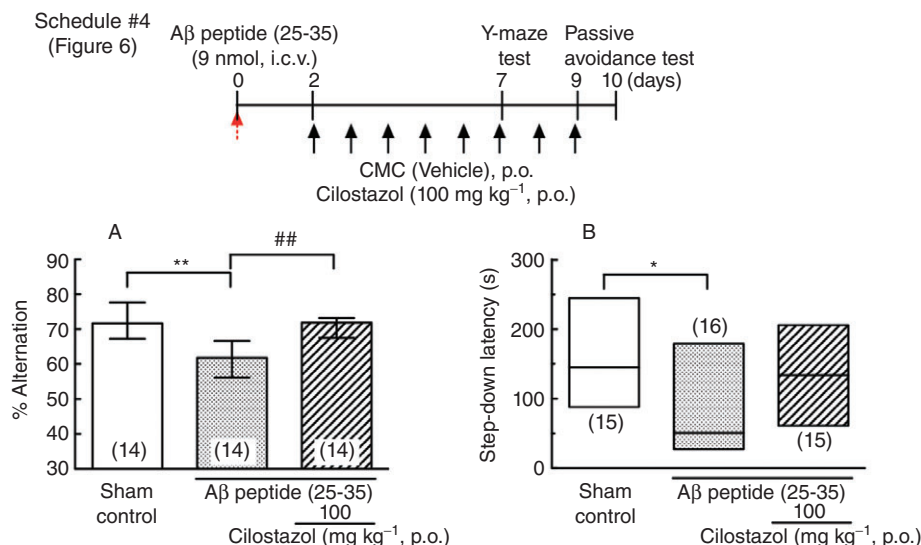 Schedule #4
(Figure 6)
Aβ peptide (25-35)
(9 nmol, i.c.v.)
Y-maze
test
Passive
avoidance test
0 2 7 9 10 (days)
CMC (Vehicle), p.o.
Cilostazol (100 mg kg⁻¹, p.o.)
A
% Alternation
90
80
70
60
50
40
30
**
##
(14) (14) (14)
Sham
control
Aβ peptide (25-35)
100
Cilostazol (mg kg⁻¹, p.o.)
B
Step-down latency (s)
300
200
100
0
*
(15)
(16)
(15)
Sham
control
Aβ peptide (25-35)
100
Cilostazol (mg kg⁻¹, p.o.)